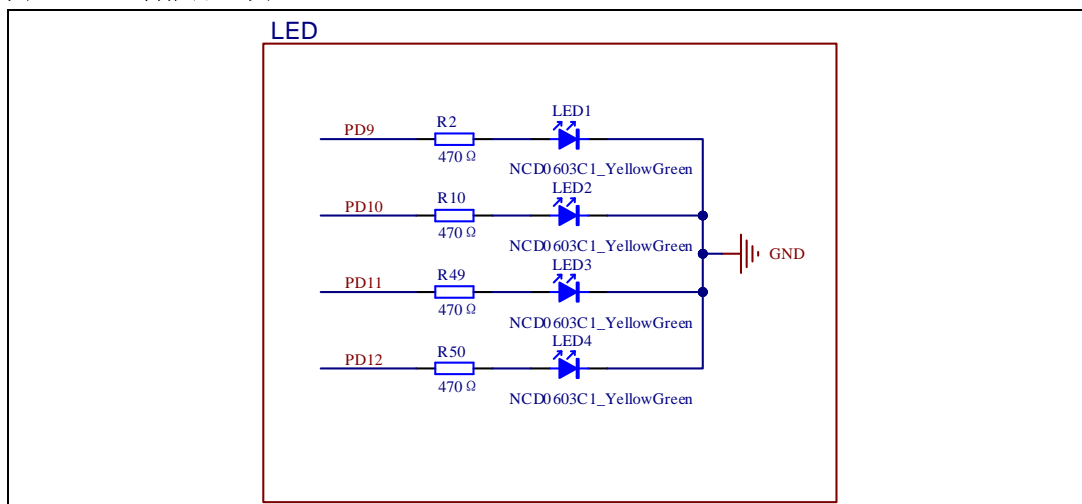 LED
LED1
PD9
R2
470 Ω
NCD0603C1_YellowGreen
LED2
PD10
R10
470 Ω
NCD0603C1_YellowGreen
GND
LED3
PD11
R49
470 Ω
NCD0603C1_YellowGreen
LED4
PD12
R50
470 Ω
NCD0603C1_YellowGreen